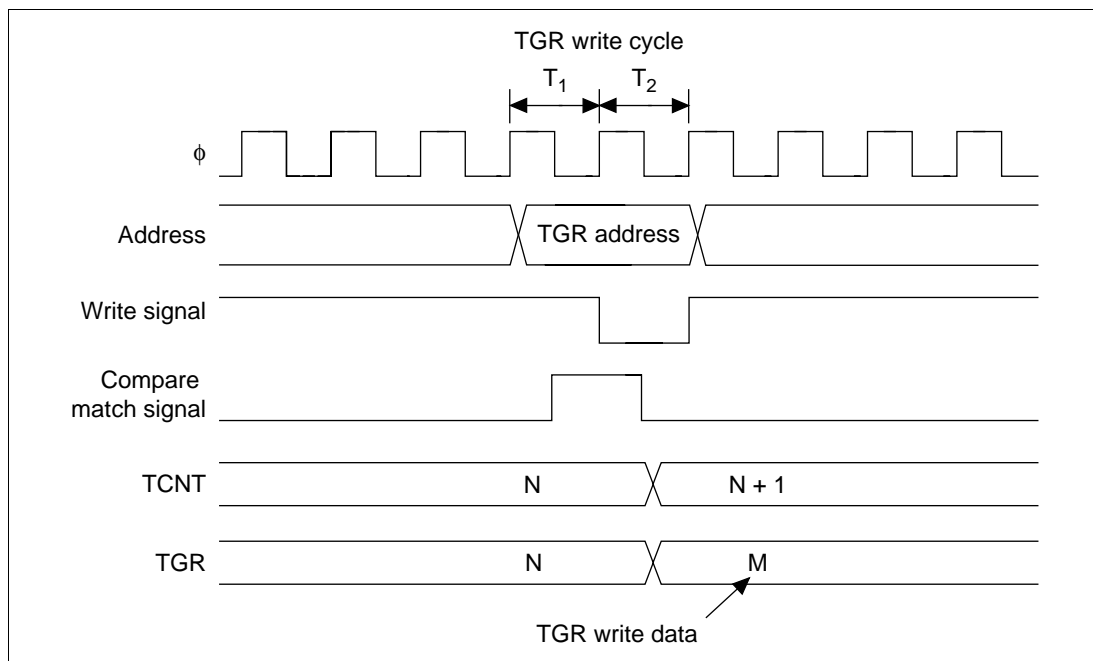 TGR write cycle
T1 T2
ϕ
Address TGR address
Write signal
Compare
match signal
TCNT N N + 1
TGR N M
TGR write data